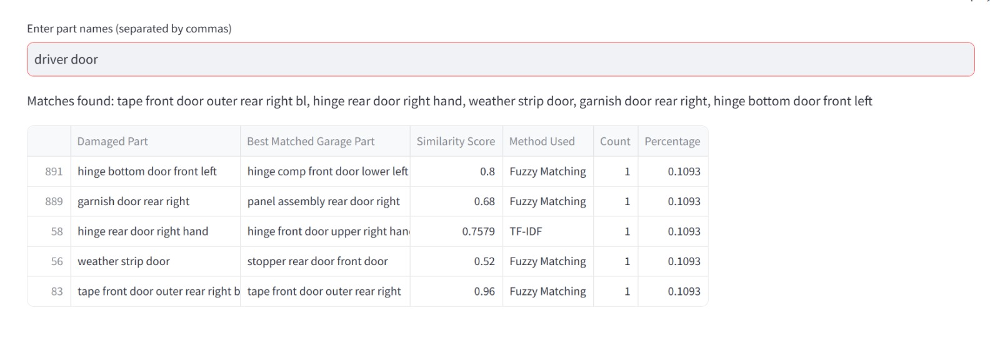 Enter part names (separated by commas)
driver door
Matches found: tape front door outer rear right bl, hinge rear door right hand, weather strip door, garnish door rear right, hinge bottom door front left
Damaged Part Best Matched Garage Part Similarity Score Method Used Count Percentage
891 hinge bottom door front left hinge comp front door lower left 0.8 Fuzzy Matching 1 0.1093
889 garnish door rear right panel assembly rear door right 0.68 Fuzzy Matching 1 0.1093
58 hinge rear door right hand hinge front door upper right han 0.7579 TF-IDF 1 0.1093
56 weather strip door stopper rear door front door 0.52 Fuzzy Matching 1 0.1093
83 tape front door outer rear right b tape front door outer rear right 0.96 Fuzzy Matching 1 0.1093